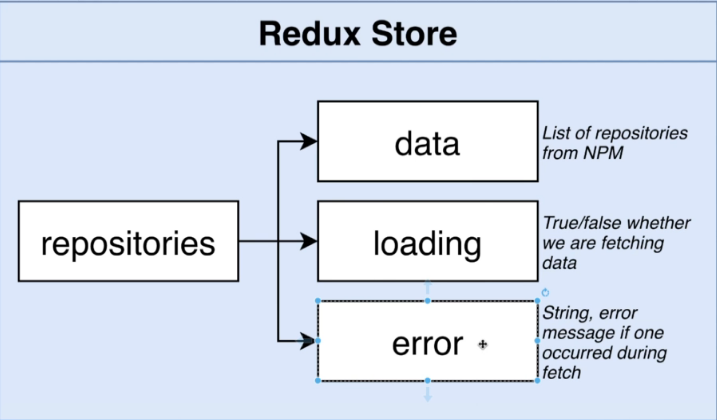 Redux Store
data
List of repositories
from NPM
repositories
loading
True/false whether
we are fetching
data
error
String, error
message if one
occurred during
fetch